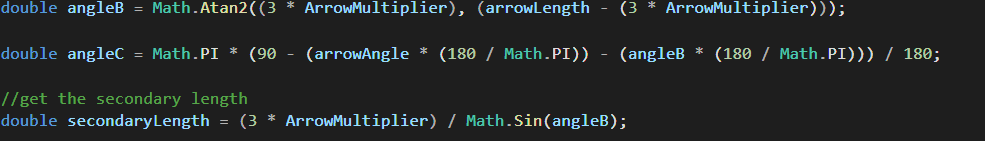 double angleB = Math.Atan2((3 * ArrowMultiplier), (arrowLength - (3 * ArrowMultiplier)));
double angleC = Math.PI * (90 - (arrowAngle * (180 / Math.PI)) - (angleB * (180 / Math.PI))) / 180;
//get the secondary length
double secondaryLength = (3 * ArrowMultiplier) / Math.Sin(angleB);